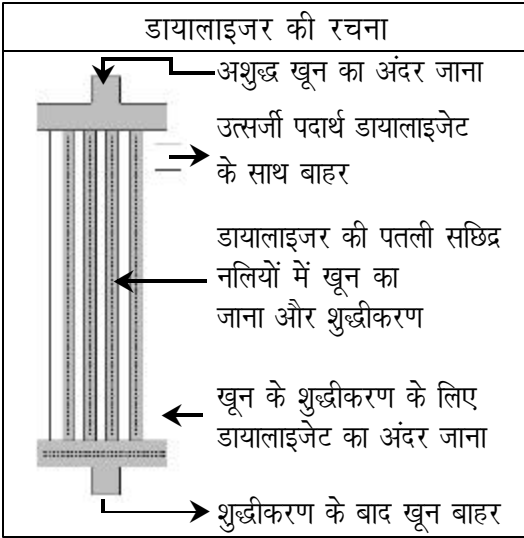 डायालाइजर की रचना
अशुद्ध खून का अंदर जाना
उत्सर्जी पदार्थ डायालाइजेट
के साथ बाहर
डायालाइजर की पतली सछिद्र
नलियों में खून का
जाना और शुद्धीकरण
खून के शुद्धीकरण के लिए
डायालाइजेट का अंदर जाना
शुद्धीकरण के बाद खून बाहर